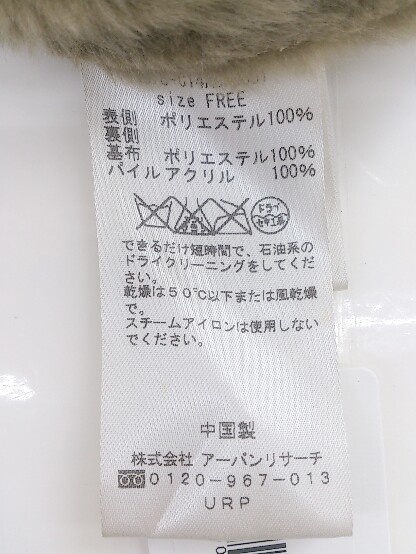 size FREE
表側 ポリエステル100%
裏側
基布 ポリエステル100%
パイル アクリル 100%
ドライ
セキユ系
できるだけ短時間で、石油系の
ドライクリーニングをしてくだ
さい。
乾燥は50℃以下または風乾燥
で。
スチームアイロンは使用しない
でください。
中国製
株式会社 アーバンリサーチ
0120-967-013
URP